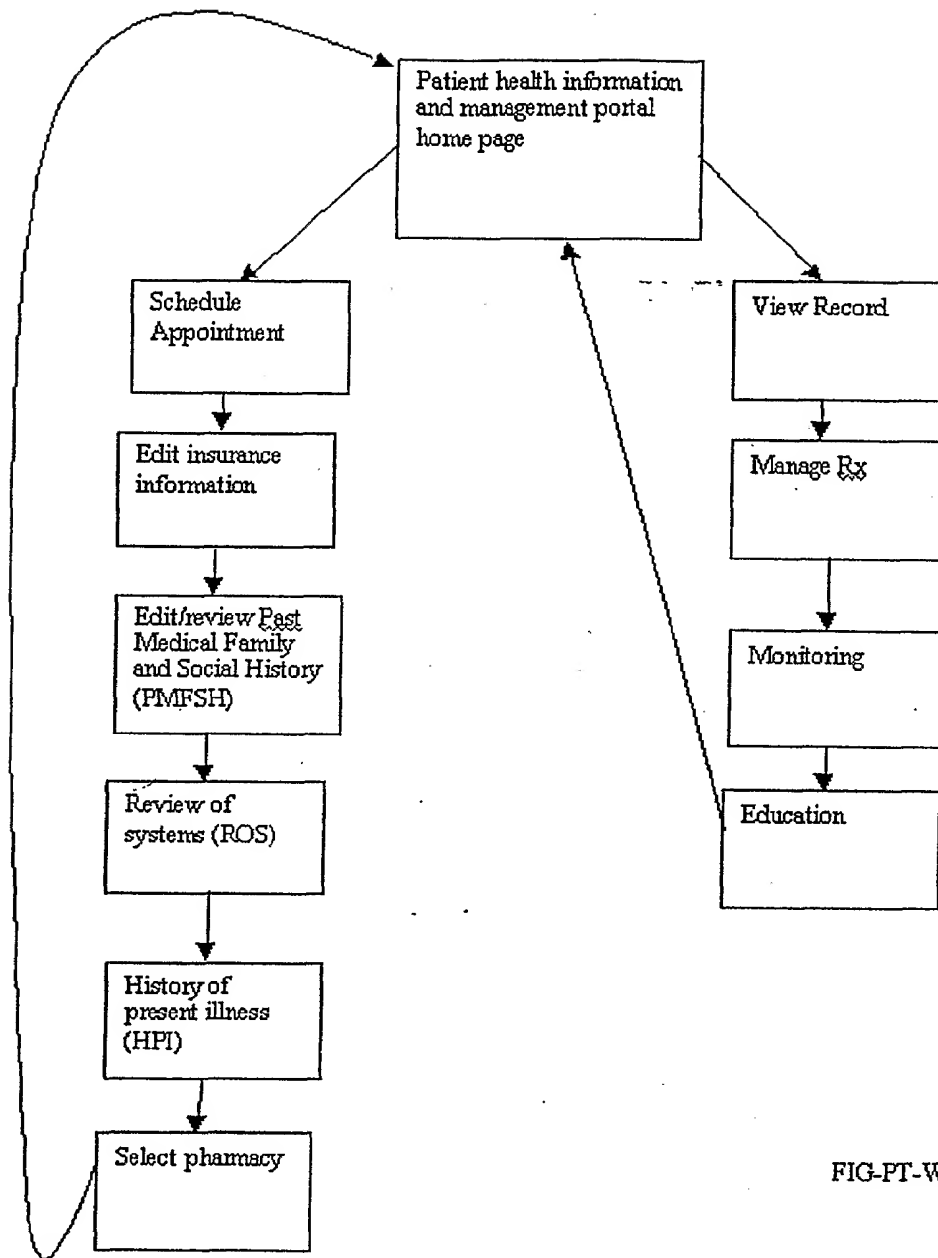 Patient health information
and management portal
home page
Schedule
Appointment
Edit insurance
information
Edit/review Past
Medical Family
and Social History
(PMFSH)
Review of
systems (ROS)
History of
present illness
(HPI)
Select pharmacy
View Record
Manage Rx
Monitoring
Education
FIG-PT-W